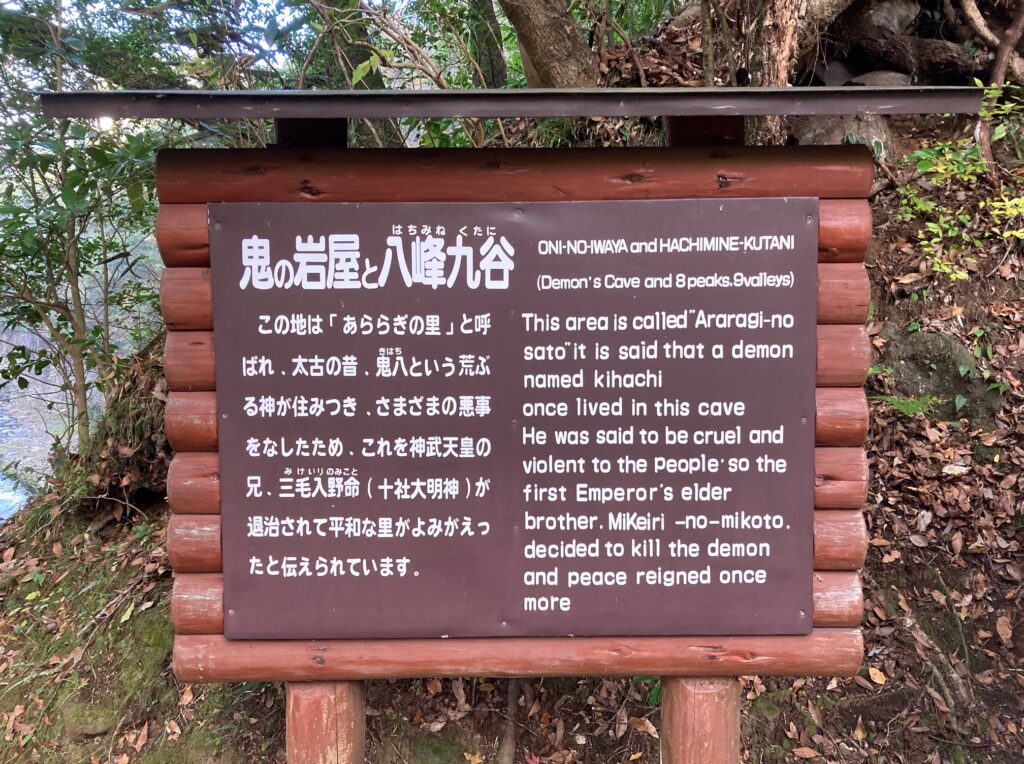 はちみね くたに
鬼の岩屋と八峰九谷
この地は「あららぎの里」と呼
ばれ、太古の昔、鬼八という荒ぶ
きはち
る神が住みつき、さまざまの悪事
をなしたため、これを神武天皇の
みけいりのみこと
兄、三毛入野命(十社大明神)が
退治されて平和な里がよみがえっ
たと伝えられています。
ONI-NO-IWAYA and HACHIMINE-KUTANI
(Demon's Cave and 8peaks.9valleys)
This area is called"Araragi-no
sato"it is said that a demon
named kihachi
once lived in this cave
He was said to be cruel and
violent to the People・so the
first Emperor's elder
brother. MiKeiri -no-mikoto.
decided to kill the demon
and peace reigned once
more